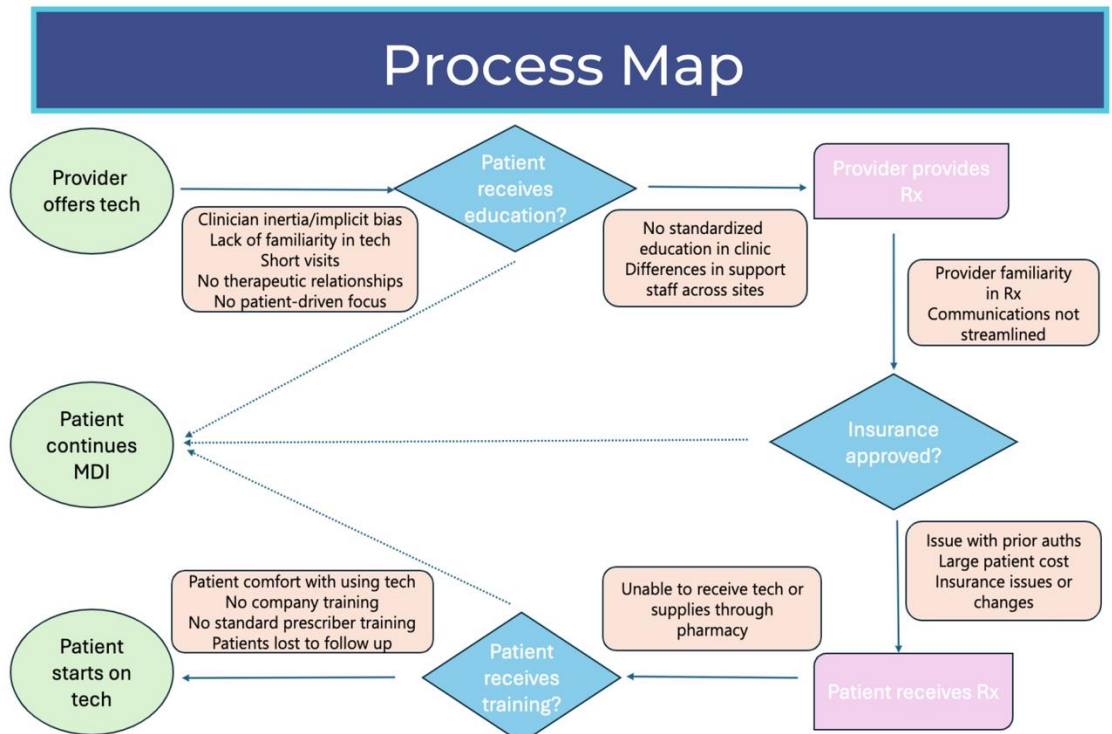 Process Map
Provider
offers tech
Patient
receives
education?
Provider provides
Rx
Clinician inertia/implicit bias
Lack of familiarity in tech
Short visits
No therapeutic relationships
No patient-driven focus
No standardized
education in clinic
Differences in support
staff across sites
Provider familiarity
in Rx
Communications not
streamlined
Patient
continues
MDI
Insurance
approved?
Issue with prior auths
Large patient cost
Insurance issues or
changes
Patient comfort with using tech
No company training
No standard prescriber training
Patients lost to follow up
Unable to receive tech or
supplies through
pharmacy
Patient
starts on
tech
Patient
receives
training?
Patient receives Rx